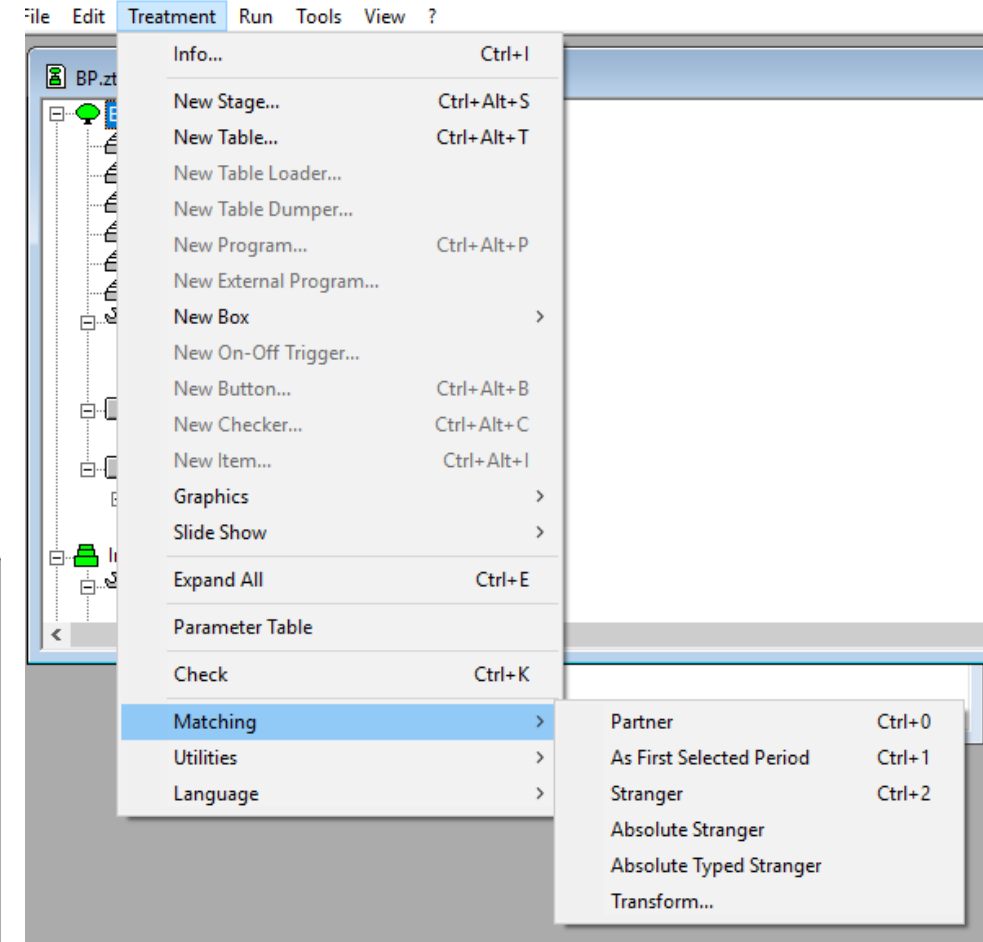 File Edit Treatment Run Tools View ?
Info... Ctrl+I
BP.zt
New Stage... Ctrl+Alt+S
New Table... Ctrl+Alt+T
New Table Loader...
New Table Dumper...
New Program... Ctrl+Alt+P
New External Program...
New Box
New On-Off Trigger...
New Button... Ctrl+Alt+B
New Checker... Ctrl+Alt+C
New Item... Ctrl+Alt+I
Graphics
Slide Show
Expand All Ctrl+E
Parameter Table
Check Ctrl+K
Matching
Utilities
Language
Partner Ctrl+0
As First Selected Period Ctrl+1
Stranger Ctrl+2
Absolute Stranger
Absolute Typed Stranger
Transform...